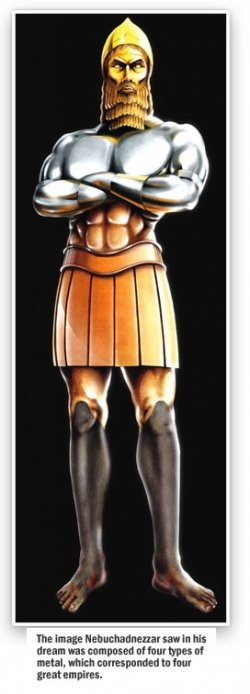 The image Nebuchadnezzar saw in his
dream was composed of four types of
metal, which corresponded to four
great empires.